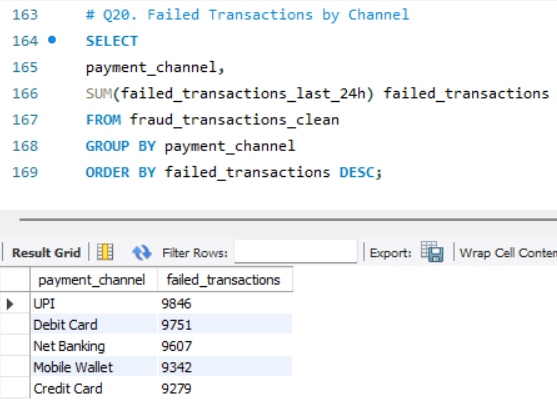 163 # Q20. Failed Transactions by Channel
164 SELECT
165 payment_channel,
166 SUM(failed_transactions_last_24h) failed_transactions
167 FROM fraud_transactions_clean
168 GROUP BY payment_channel
169 ORDER BY failed_transactions DESC;
Result Grid Filter Rows: Export: Wrap Cell Conten
payment_channel failed_transactions
UPI 9846
Debit Card 9751
Net Banking 9607
Mobile Wallet 9342
Credit Card 9279